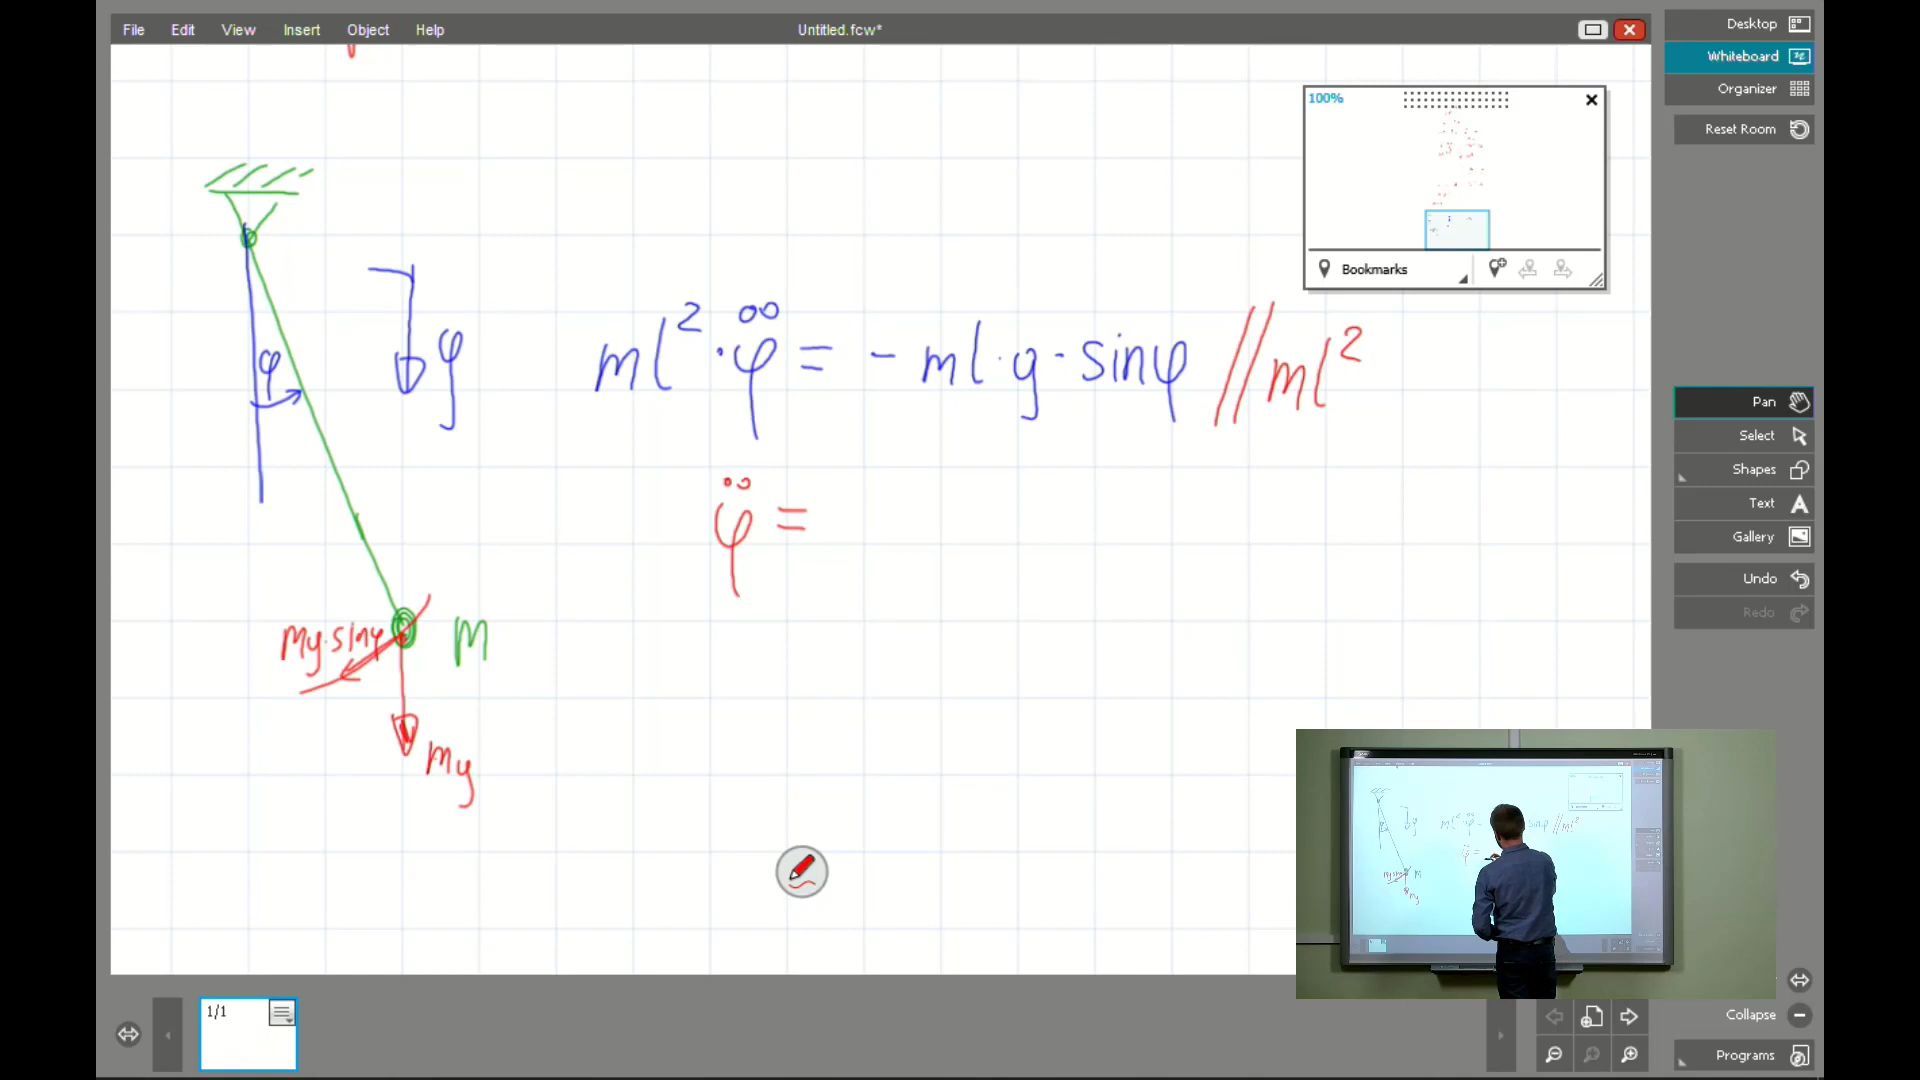 File Edit View Insert Object Help
Untitled.fcw*
Desktop
Whiteboard
Organizer
Reset Room
100%
Bookmarks
φ
g
ml² · φ̈ = - ml · g · sinφ // ml²
φ̈ =
mg·sinφ
m
mg
Pan
Select
Shapes
Text
Gallery
Undo
Redo
1/1
Collapse
Programs